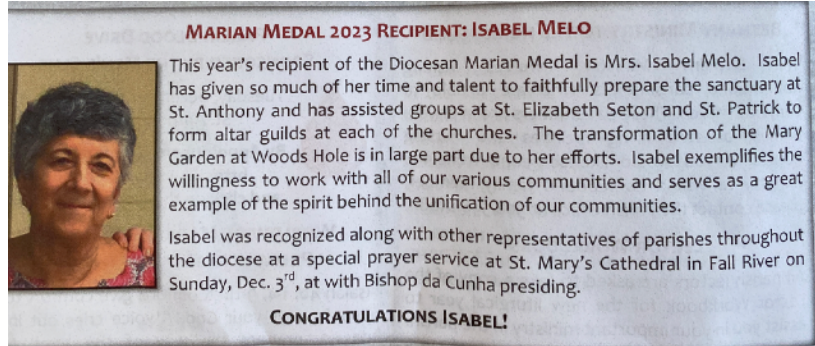 MARIAN MEDAL 2023 RECIPIENT: ISABEL MELO
This year's recipient of the Diocesan Marian Medal is Mrs. Isabel Melo. Isabel
has given so much of her time and talent to faithfully prepare the sanctuary at
St. Anthony and has assisted groups at St. Elizabeth Seton and St. Patrick to
form altar guilds at each of the churches. The transformation of the Mary
Garden at Woods Hole is in large part due to her efforts. Isabel exemplifies the
willingness to work with all of our various communities and serves as a great
example of the spirit behind the unification of our communities.
Isabel was recognized along with other representatives of parishes throughout
the diocese at a special prayer service at St. Mary's Cathedral in Fall River on
Sunday, Dec. 3rd, at with Bishop da Cunha presiding.
CONGRATULATIONS ISABEL!